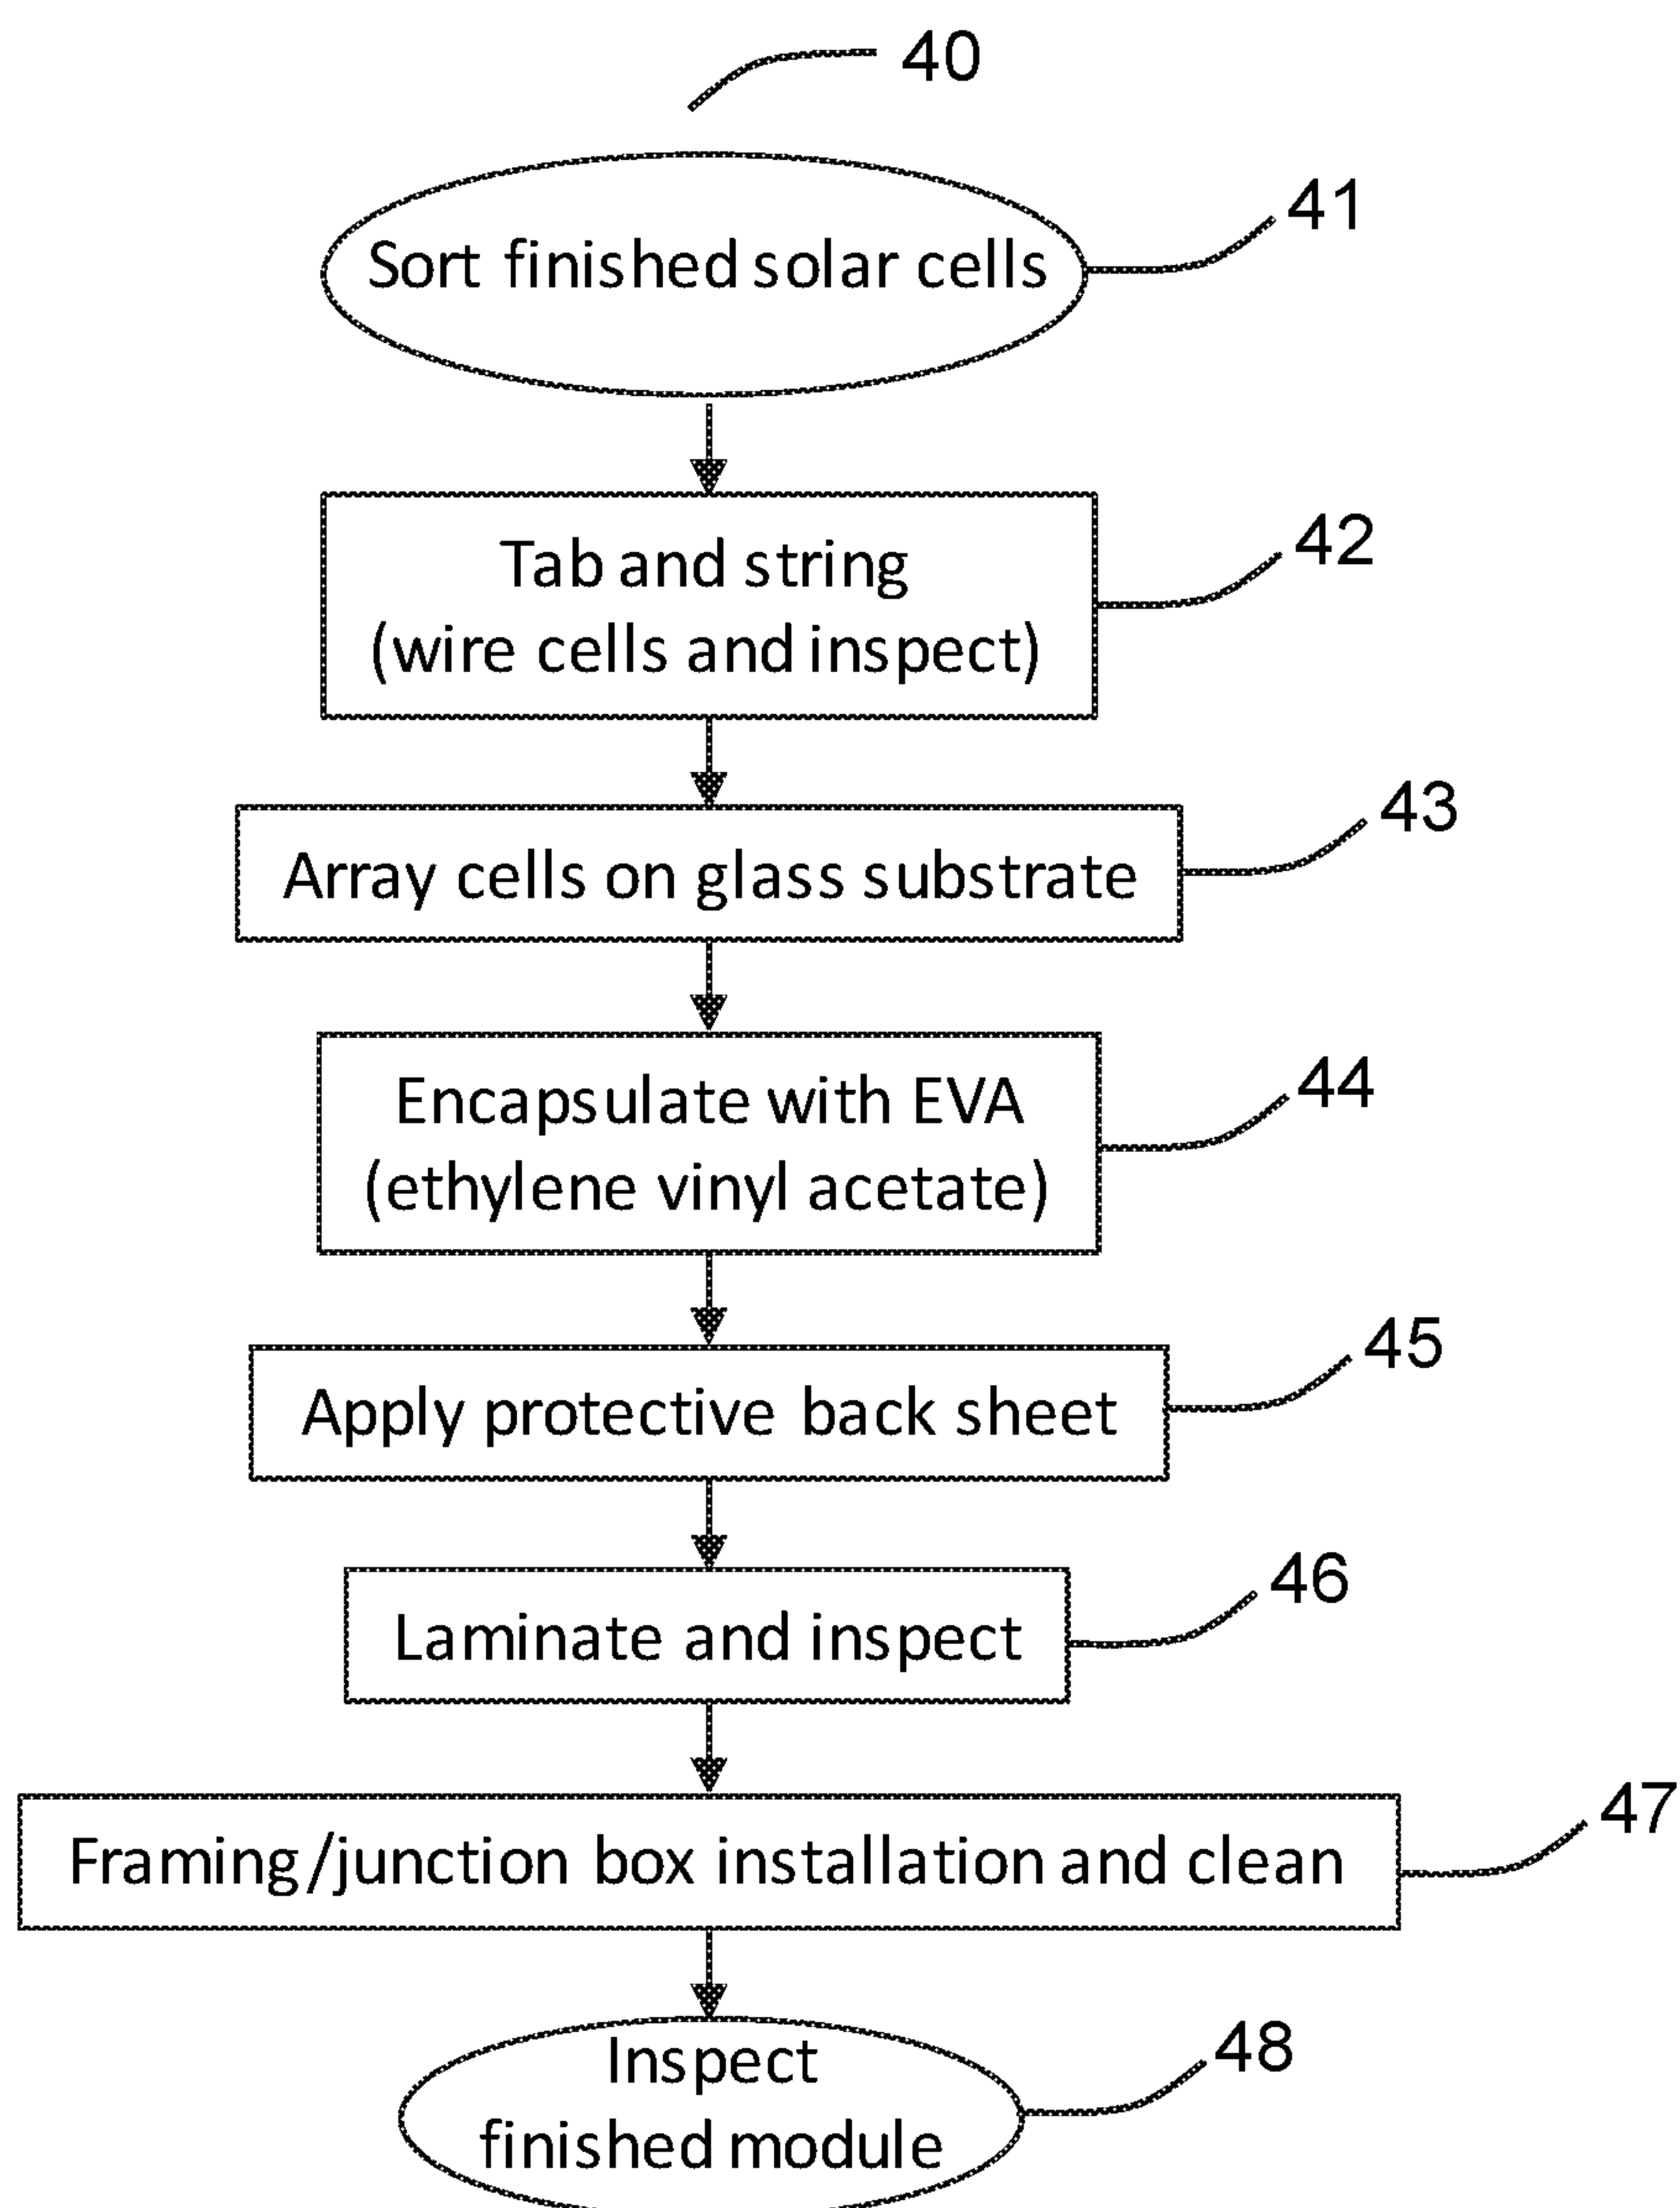 40
Sort finished solar cells
41
Tab and string
(wire cells and inspect)
42
Array cells on glass substrate
43
Encapsulate with EVA
(ethylene vinyl acetate)
44
Apply protective back sheet
45
Laminate and inspect
46
Framing/junction box installation and clean
47
Inspect
finished module
48